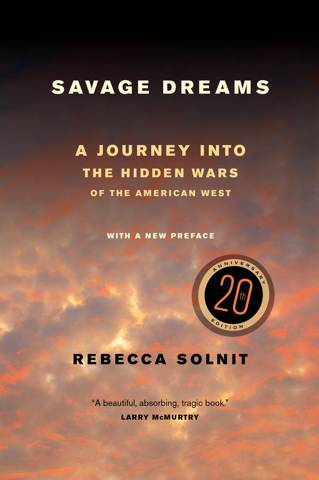 SAVAGE DREAMS
A JOURNEY INTO
THE HIDDEN WARS
OF THE AMERICAN WEST
WITH A NEW PREFACE
ANNIVERSARY
20th
EDITION
REBECCA SOLNIT
"A beautiful, absorbing, tragic book."
LARRY McMURTRY